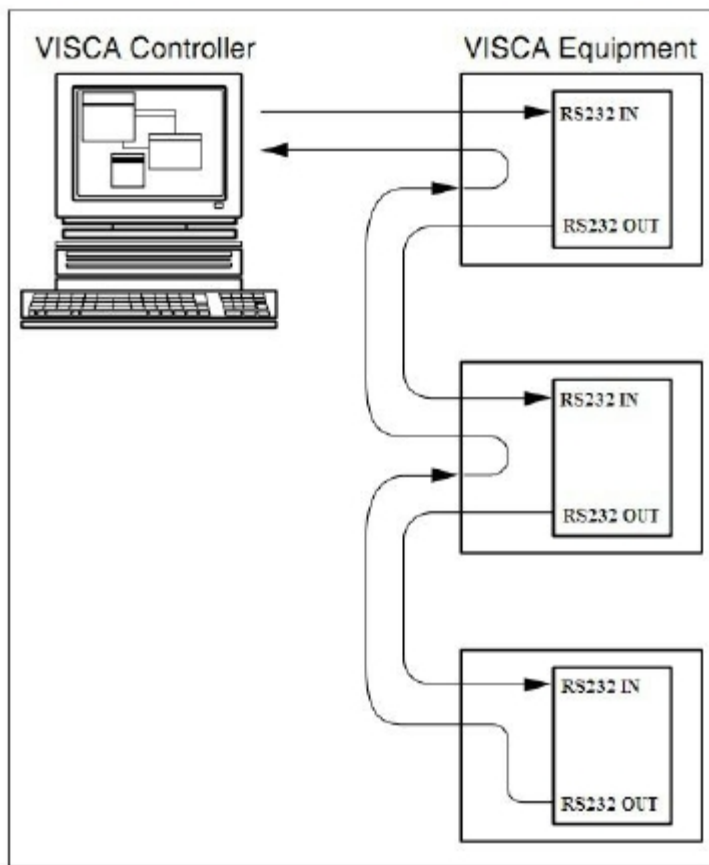 VISCA Controller
VISCA Equipment
RS232 IN
RS232 OUT
RS232 IN
RS232 OUT
RS232 IN
RS232 OUT